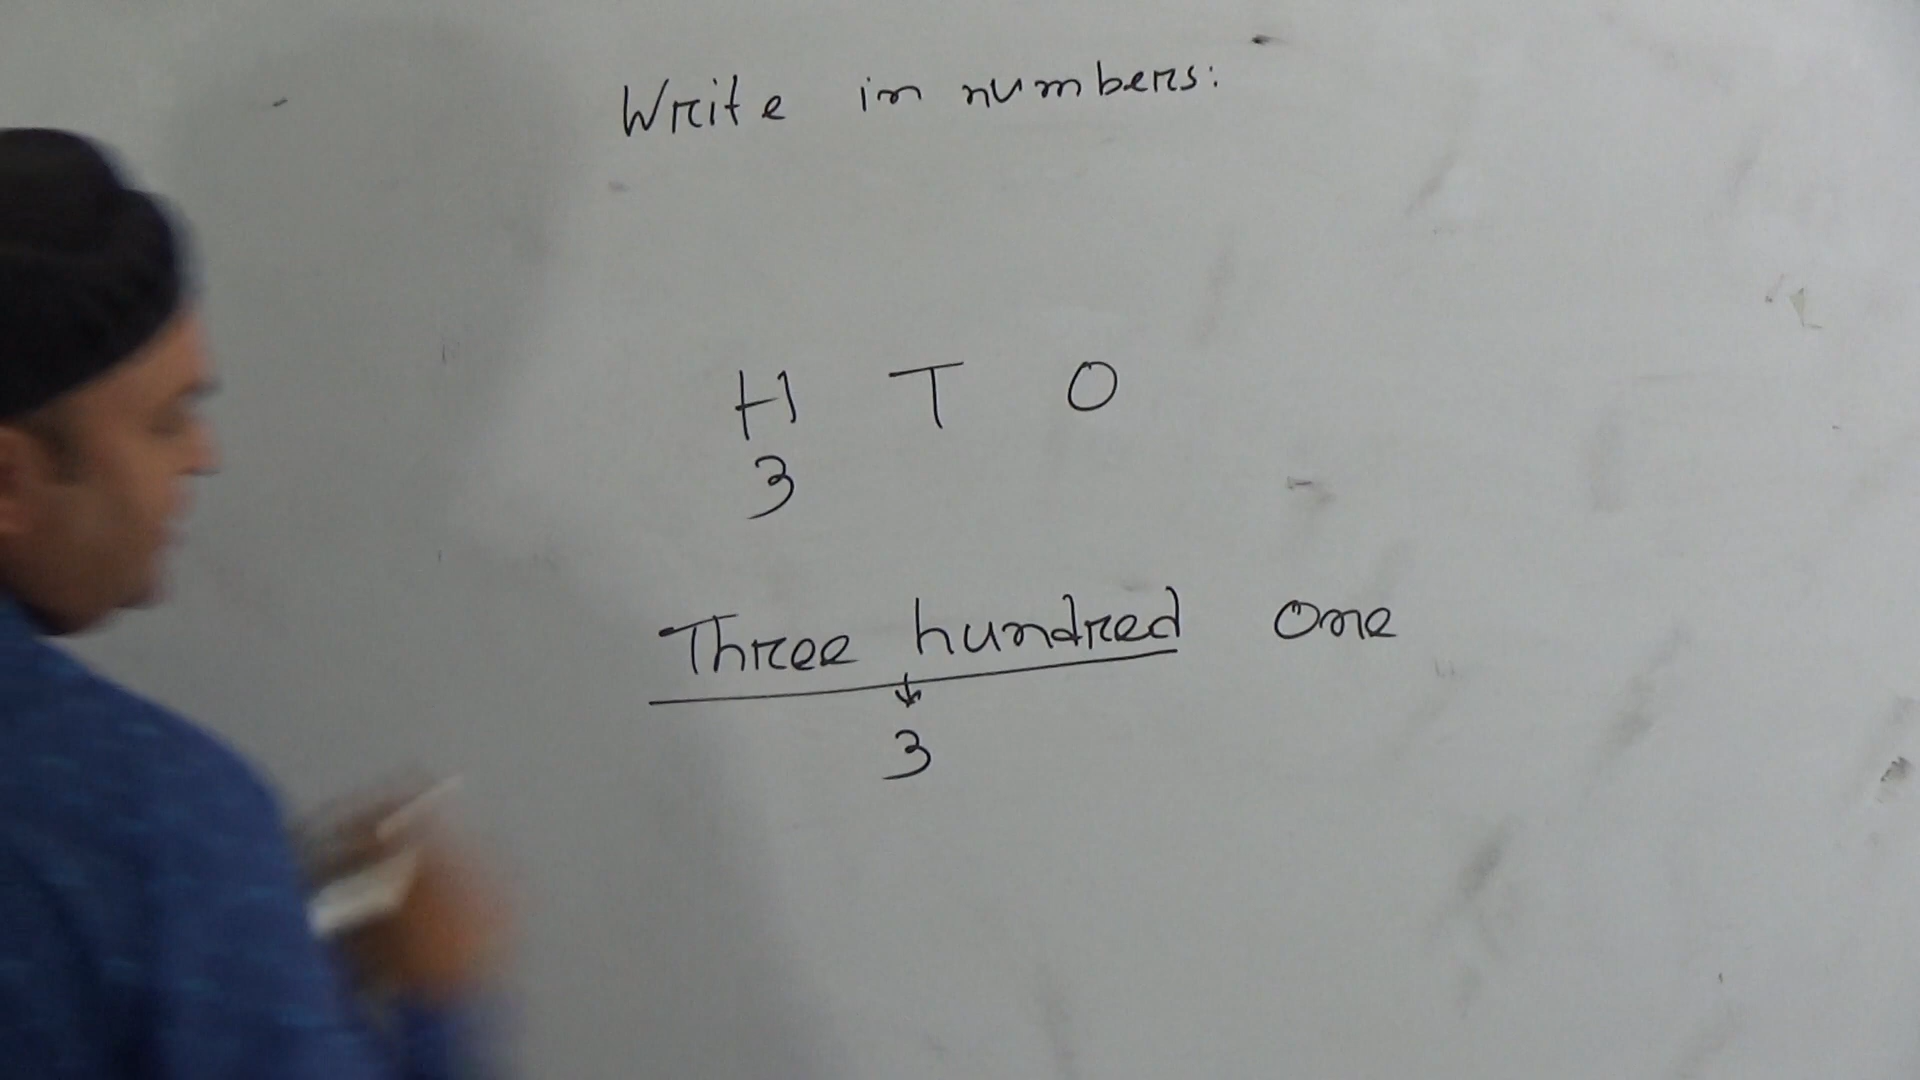 Write in numbers:
H T O
3
Three hundred One
3